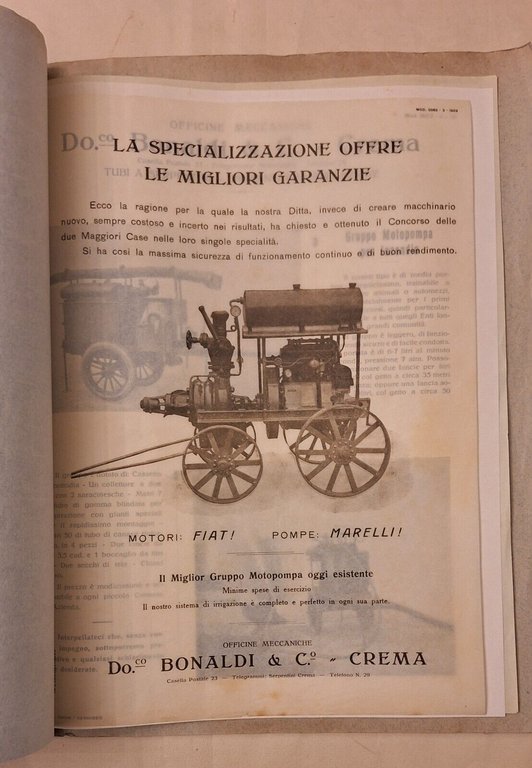 LA SPECIALIZZAZIONE OFFRE
LE MIGLIORI GARANZIE
Ecco la ragione per la quale la nostra Ditta, invece di creare macchinario
nuovo, sempre costoso e incerto nei risultati, ha chiesto e ottenuto il Concorso delle
due Maggiori Case nelle loro singole specialità.
Si ha così la massima sicurezza di funzionamento continuo e di buon rendimento.
MOTORI: FIAT! POMPE: MARELLI!
Il Miglior Gruppo Motopompa oggi esistente
Minime spese di esercizio
Il nostro sistema di irrigazione è completo e perfetto in ogni sua parte.
OFFICINE MECCANICHE
Do.co BONALDI & C.o - CREMA
Casella Postale 23 — Telegrammi: Serpentini Crema — Telefono N. 29